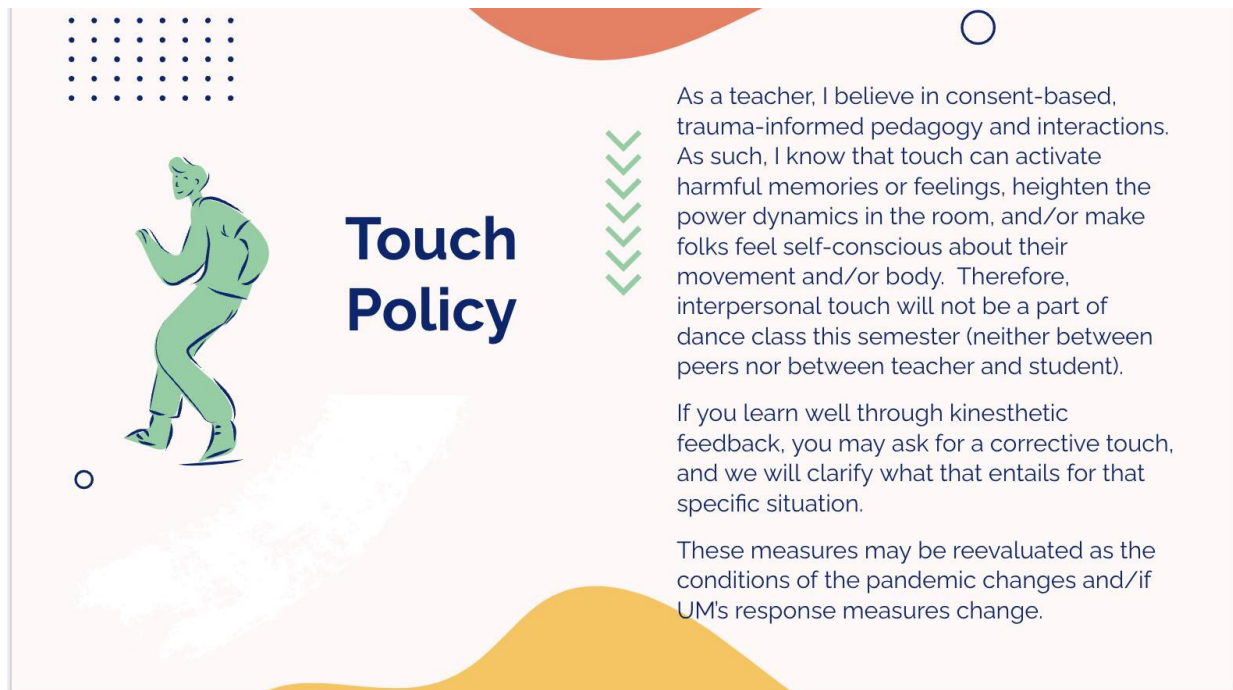 Touch
Policy
As a teacher, I believe in consent-based,
trauma-informed pedagogy and interactions.
As such, I know that touch can activate
harmful memories or feelings, heighten the
power dynamics in the room, and/or make
folks feel self-conscious about their
movement and/or body.  Therefore,
interpersonal touch will not be a part of
dance class this semester (neither between
peers nor between teacher and student).
If you learn well through kinesthetic
feedback, you may ask for a corrective touch,
and we will clarify what that entails for that
specific situation.
These measures may be reevaluated as the
conditions of the pandemic changes and/if
UM’s response measures change.